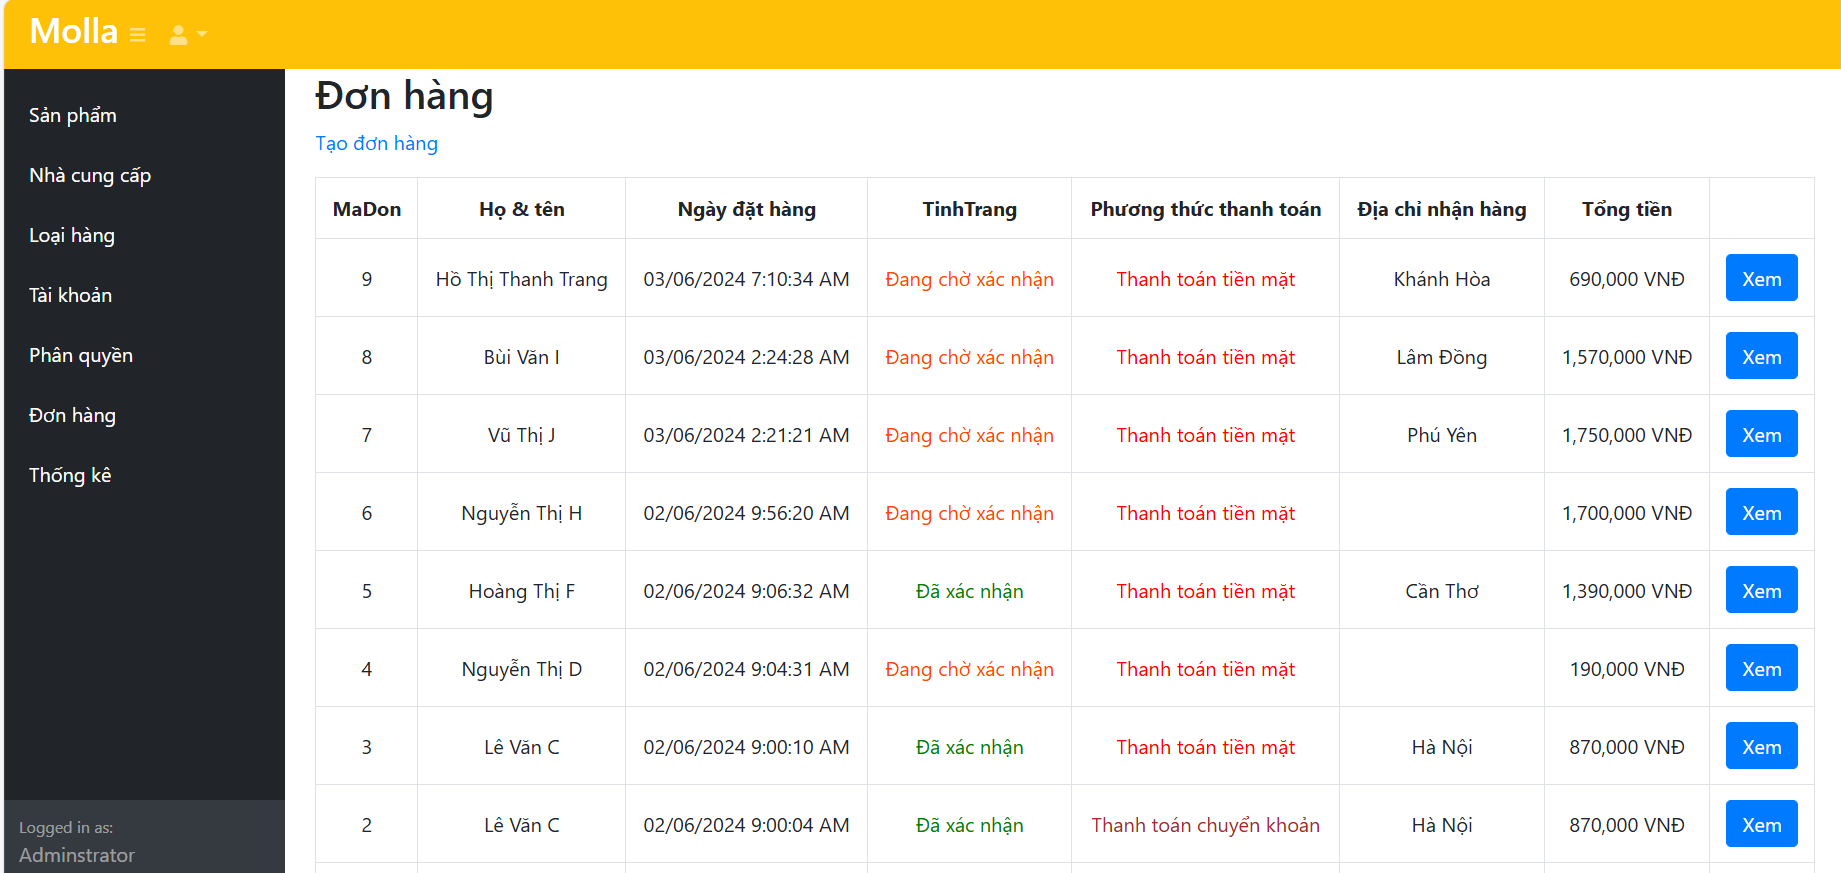 Molla
Đơn hàng
Tạo đơn hàng
Sản phẩm
Nhà cung cấp
Loại hàng
Tài khoản
Phân quyền
Đơn hàng
Thống kê
Logged in as:
Adminstrator
MaDon Họ & tên Ngày đặt hàng TinhTrang Phương thức thanh toán Địa chỉ nhận hàng Tổng tiền
9 Hồ Thị Thanh Trang 03/06/2024 7:10:34 AM Đang chờ xác nhận Thanh toán tiền mặt Khánh Hòa 690,000 VNĐ Xem
8 Bùi Văn I 03/06/2024 2:24:28 AM Đang chờ xác nhận Thanh toán tiền mặt Lâm Đồng 1,570,000 VNĐ Xem
7 Vũ Thị J 03/06/2024 2:21:21 AM Đang chờ xác nhận Thanh toán tiền mặt Phú Yên 1,750,000 VNĐ Xem
6 Nguyễn Thị H 02/06/2024 9:56:20 AM Đang chờ xác nhận Thanh toán tiền mặt 1,700,000 VNĐ Xem
5 Hoàng Thị F 02/06/2024 9:06:32 AM Đã xác nhận Thanh toán tiền mặt Cần Thơ 1,390,000 VNĐ Xem
4 Nguyễn Thị D 02/06/2024 9:04:31 AM Đang chờ xác nhận Thanh toán tiền mặt 190,000 VNĐ Xem
3 Lê Văn C 02/06/2024 9:00:10 AM Đã xác nhận Thanh toán tiền mặt Hà Nội 870,000 VNĐ Xem
2 Lê Văn C 02/06/2024 9:00:04 AM Đã xác nhận Thanh toán chuyển khoản Hà Nội 870,000 VNĐ Xem